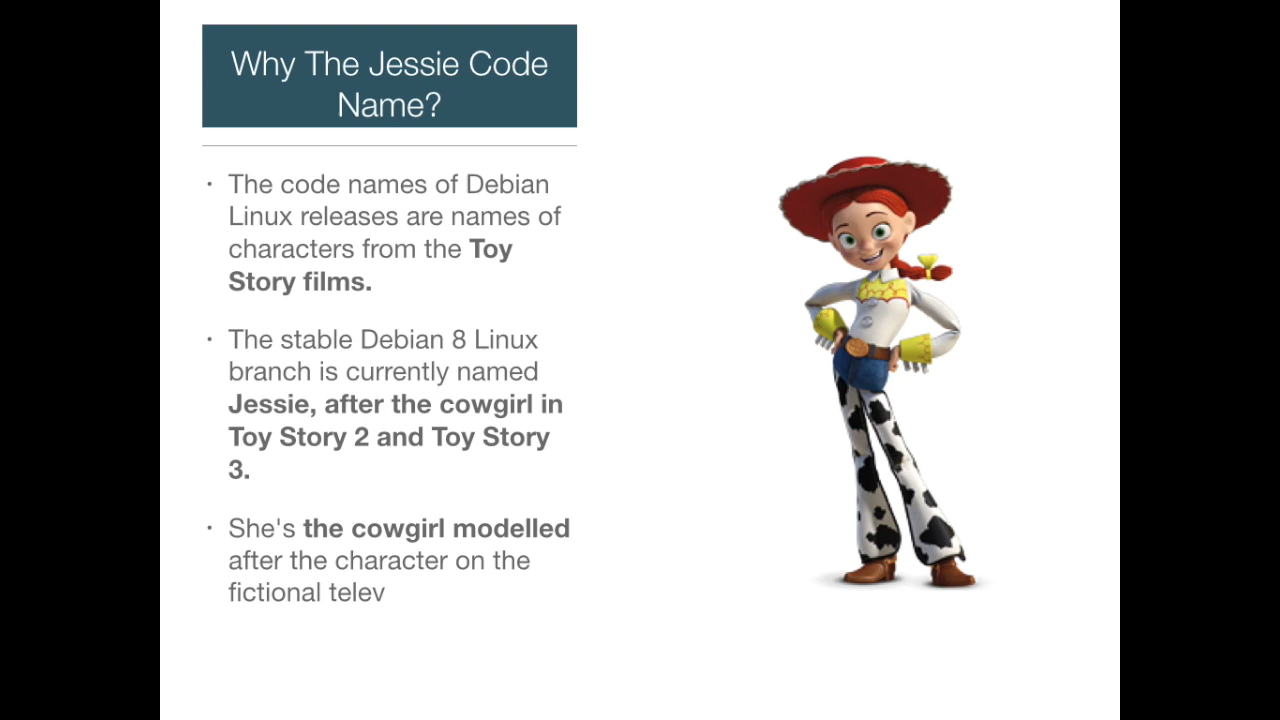 Why The Jessie Code
Name?
· The code names of Debian
Linux releases are names of
characters from the Toy
Story films.
· The stable Debian 8 Linux
branch is currently named
Jessie, after the cowgirl in
Toy Story 2 and Toy Story
3.
· She's the cowgirl modelled
after the character on the
fictional telev